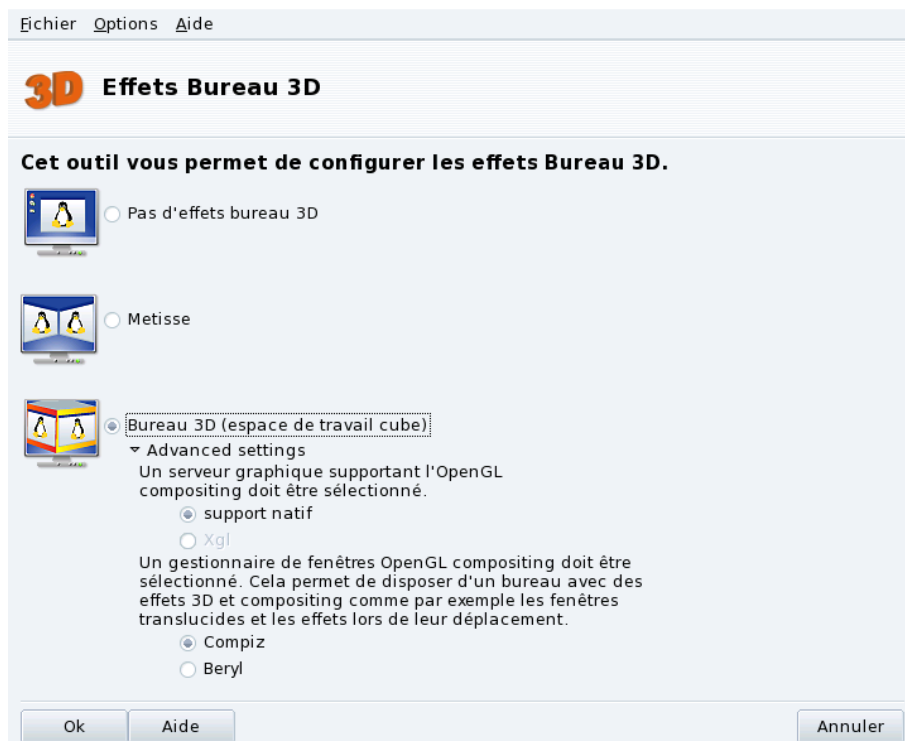 Fichier Options Aide
3D Effets Bureau 3D
Cet outil vous permet de configurer les effets Bureau 3D.
Pas d'effets bureau 3D
Metisse
Bureau 3D (espace de travail cube)
Advanced settings
Un serveur graphique supportant l'OpenGL
compositing doit être sélectionné.
support natif
Xgl
Un gestionnaire de fenêtres OpenGL compositing doit être
sélectionné. Cela permet de disposer d'un bureau avec des
effets 3D et compositing comme par exemple les fenêtres
translucides et les effets lors de leur déplacement.
Compiz
Beryl
Ok Aide Annuler